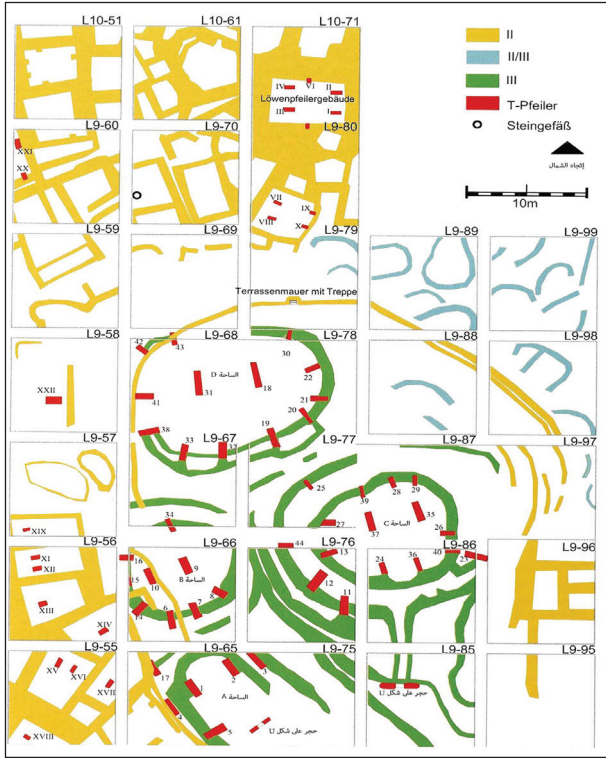 L10-51 L10-61 L10-71
II
II/III
III
T-Pfeiler
Steingefäß
إتجاه الشمال
10m
IV VI II
Löwenpfeilergebäude
III I
L9-60 L9-70 L9-80
XXI
XX
VII IX
VIII X
L9-59 L9-69 L9-79 L9-89 L9-99
Terrassenmauer mit Treppe
L9-58 L9-68 L9-78 L9-88 L9-98
42 43 30
22
الساحة D
XXII 31 18
41 21
20
38 19
33 32
L9-57 L9-67 L9-77 L9-87 L9-97
25 39 28 29
35
34 27 الساحة C
37 26
XIX
L9-56 L9-66 44 L9-76 L9-86 L9-96
XI 16 9 13 24 36 40 23
XII
الساحة B
15 10 12
XIII 14 6 7 8 11
XIV
L9-55 L9-65 L9-75 L9-85 L9-95
XV XVI XVII
17 1 2 3
الساحة A
4
5
حجر على شكل U
حجر على شكل U
XVIII